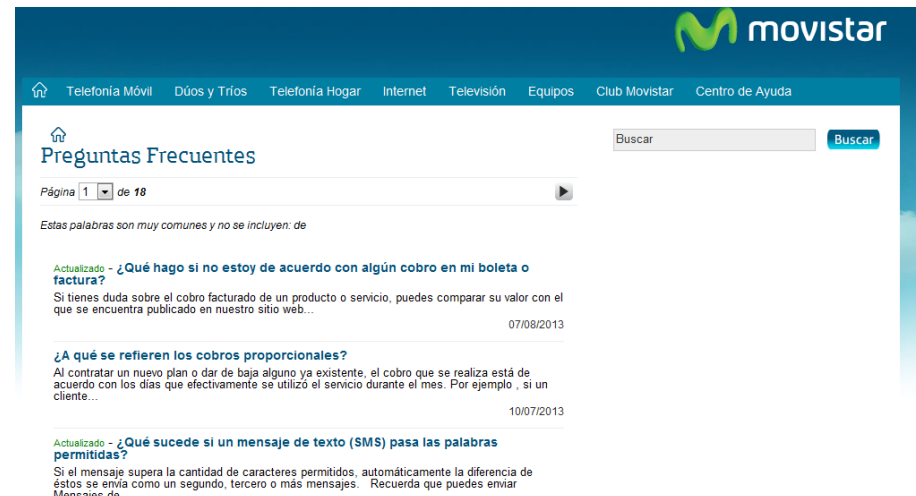 movistar
Telefonía Móvil Dúos y Tríos Telefonía Hogar Internet Televisión Equipos Club Movistar Centro de Ayuda
Preguntas Frecuentes
Buscar Buscar
Página 1 de 18
Estas palabras son muy comunes y no se incluyen: de
Actualizado - ¿Qué hago si no estoy de acuerdo con algún cobro en mi boleta o
factura?
Si tienes duda sobre el cobro facturado de un producto o servicio, puedes comparar su valor con el
que se encuentra publicado en nuestro sitio web...
07/08/2013
¿A qué se refieren los cobros proporcionales?
Al contratar un nuevo plan o dar de baja alguno ya existente, el cobro que se realiza está de
acuerdo con los días que efectivamente se utilizó el servicio durante el mes. Por ejemplo , si un
cliente...
10/07/2013
Actualizado - ¿Qué sucede si un mensaje de texto (SMS) pasa las palabras
permitidas?
Si el mensaje supera la cantidad de caracteres permitidos, automáticamente la diferencia de
éstos se envía como un segundo, tercero o más mensajes. Recuerda que puedes enviar
Mensajes de